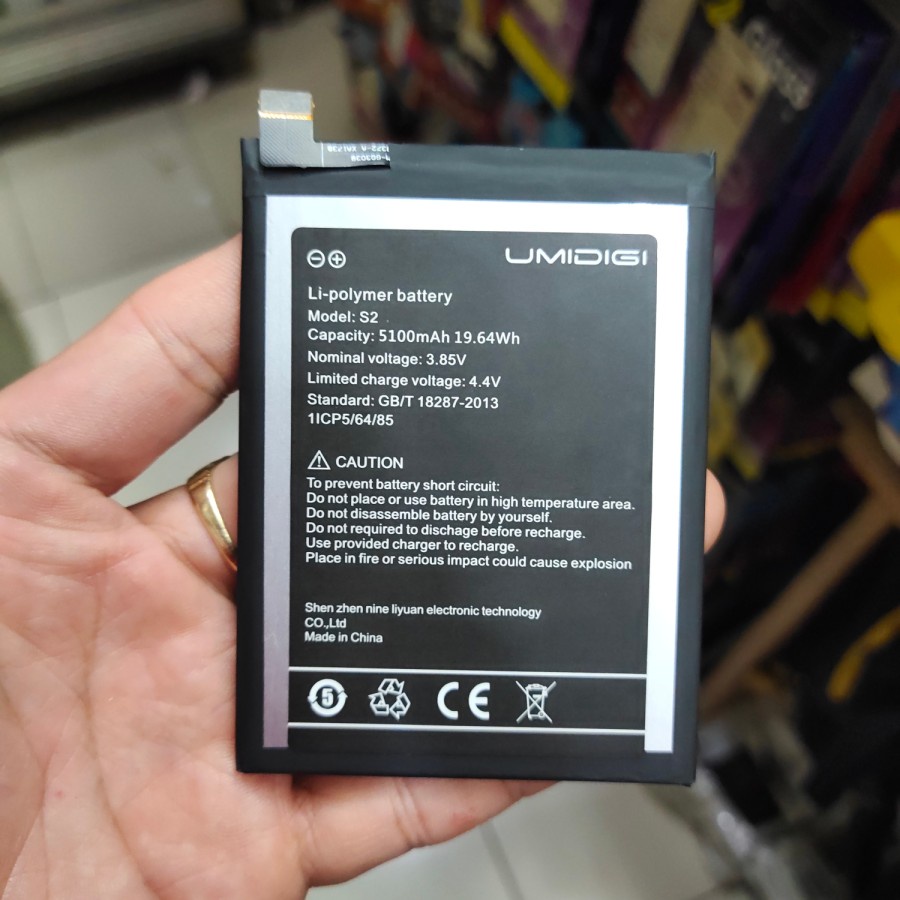 UMIDIGI
Li-polymer battery
Model: S2
Capacity: 5100mAh 19.64Wh
Nominal voltage: 3.85V
Limited charge voltage: 4.4V
Standard: GB/T 18287-2013
1ICP5/64/85
CAUTION
To prevent battery short circuit:
Do not place or use battery in high temperature area.
Do not disassemble battery by yourself.
Do not required to dischage before recharge.
Use provided charger to recharge.
Place in fire or serious impact could cause explosion
Shen zhen nine liyuan electronic technology
CO.,Ltd
Made in China
5
CE